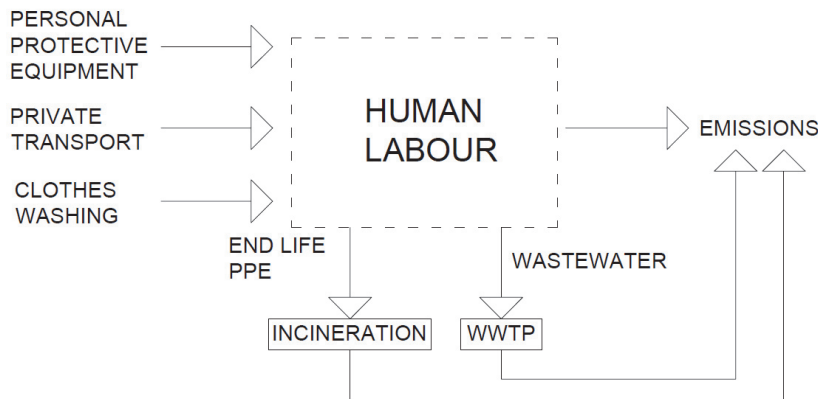 PERSONAL
PROTECTIVE
EQUIPMENT
PRIVATE
TRANSPORT
CLOTHES
WASHING
HUMAN
LABOUR
EMISSIONS
END LIFE
PPE
WASTEWATER
INCINERATION
WWTP